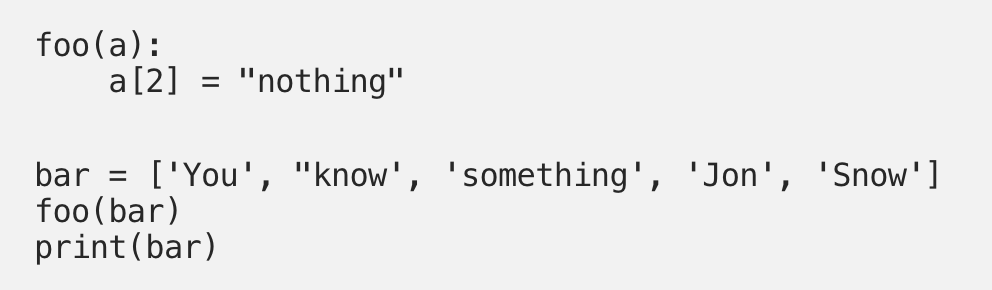 foo(a):
    a[2] = "nothing"
bar = ['You', "know', 'something', 'Jon', 'Snow']
foo(bar)
print(bar)